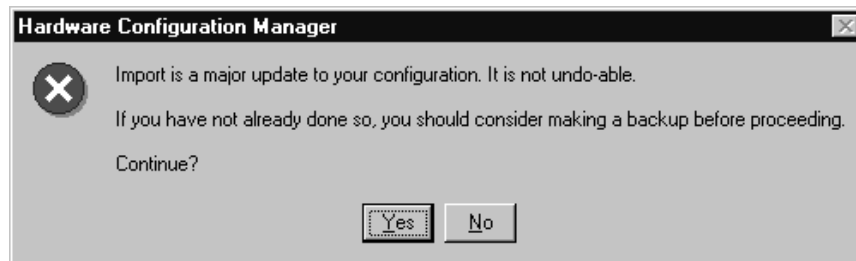 Hardware Configuration Manager
Import is a major update to your configuration. It is not undo-able.
If you have not already done so, you should consider making a backup before proceeding.
Continue?
Yes No